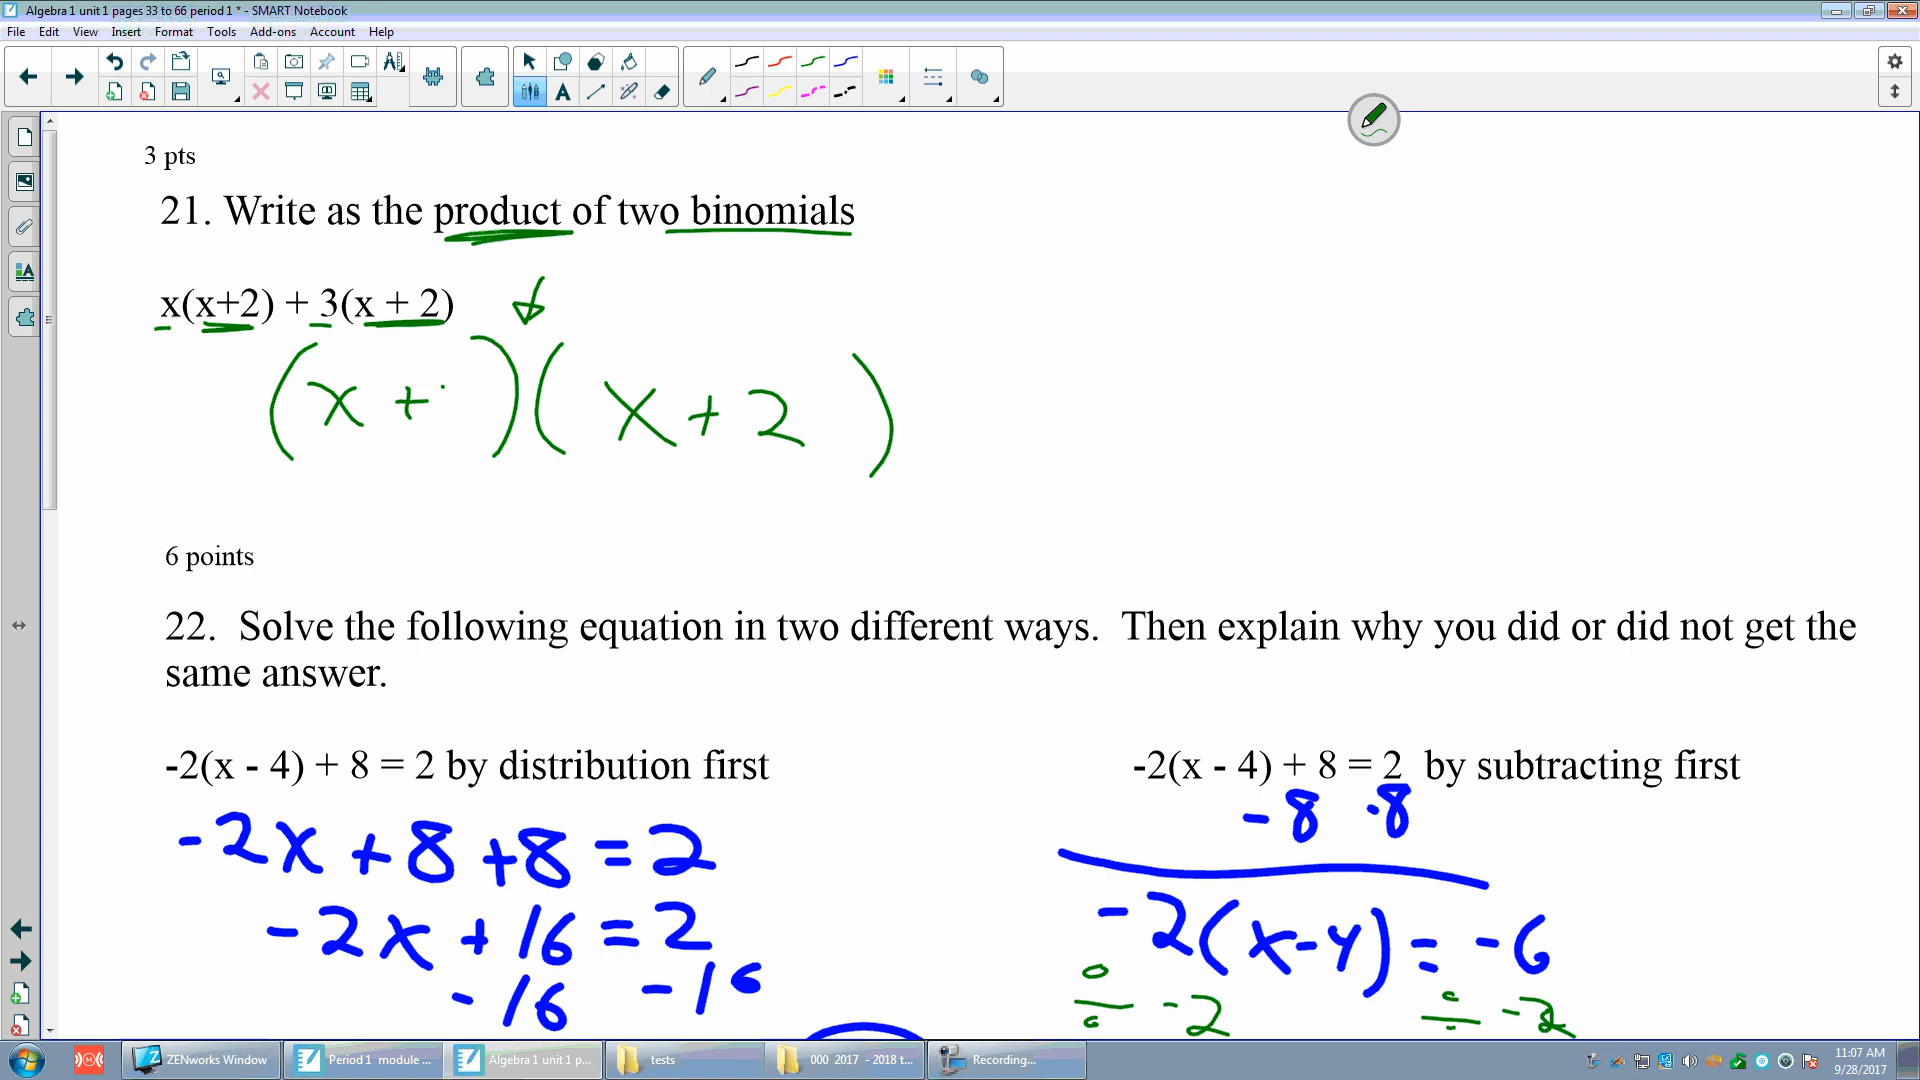 Algebra 1 unit 1 pages 33 to 66 period 1 * - SMART Notebook
File Edit View Insert Format Tools Add-ons Account Help
3 pts
21. Write as the product of two binomials
x(x+2) + 3(x + 2)
(x + )(x + 2)
6 points
22. Solve the following equation in two different ways. Then explain why you did or did not get the
same answer.
-2(x - 4) + 8 = 2 by distribution first
-2x + 8 + 8 = 2
-2x + 16 = 2
-16 -16
-2(x - 4) + 8 = 2 by subtracting first
-8 -8
-2(x-4) = -6
÷ -2 ÷ -2
ZENworks Window
Period 1 module ...
Algebra 1 unit 1 p...
tests
000 2017 - 2018 t...
Recording...
11:07 AM
9/28/2017